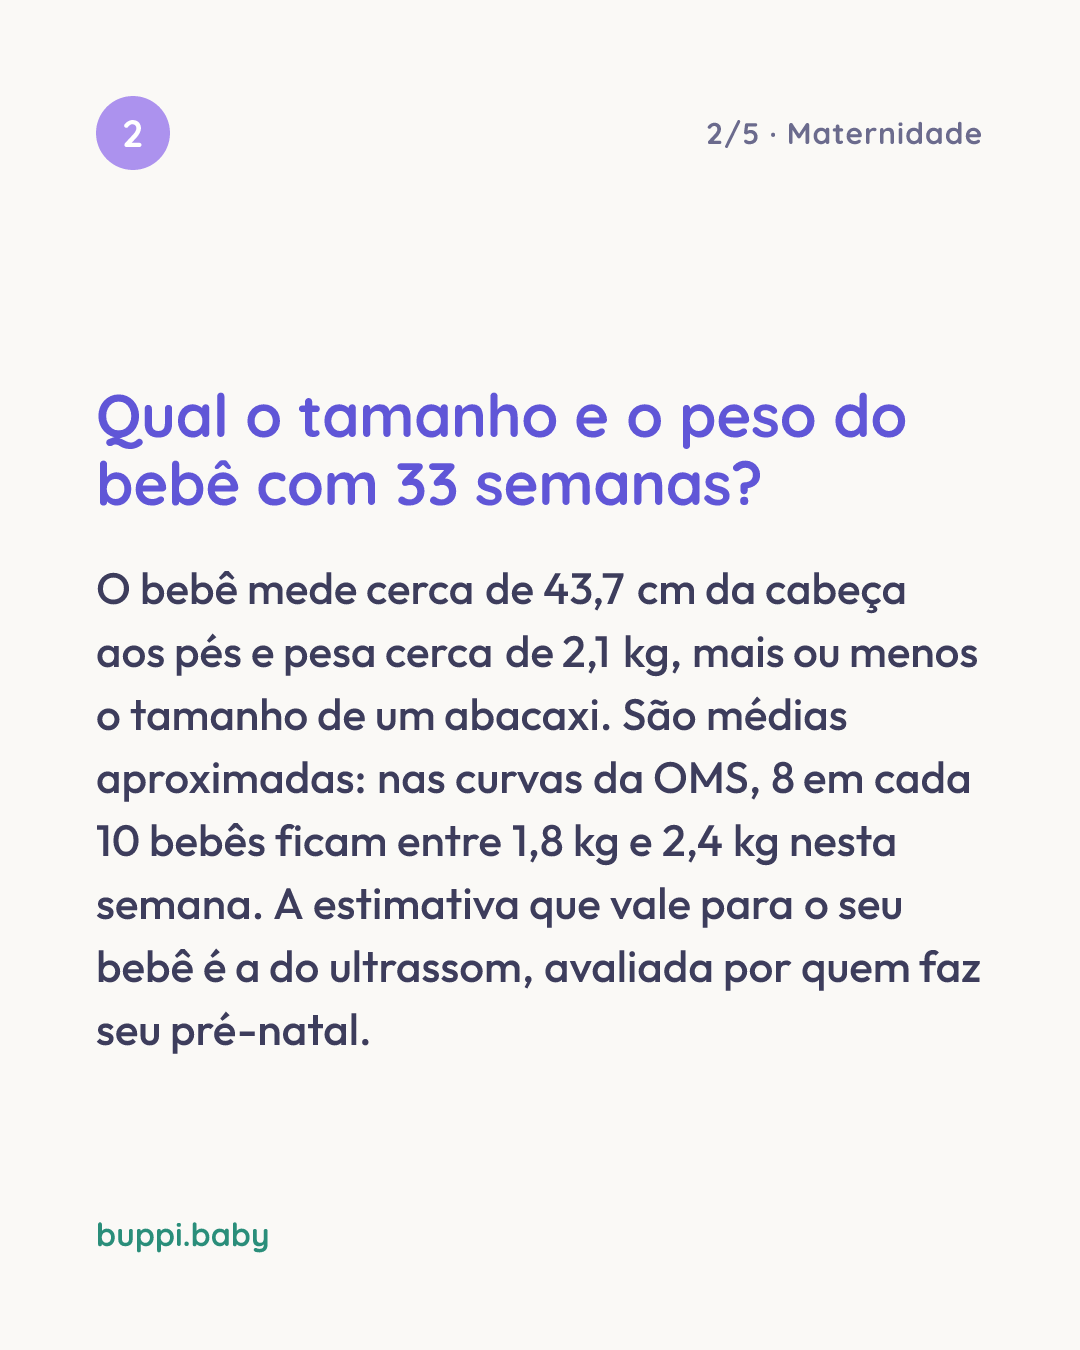 2
2/5 · Maternidade
Qual o tamanho e o peso do
bebê com 33 semanas?
O bebê mede cerca de 43,7 cm da cabeça
aos pés e pesa cerca de 2,1 kg, mais ou menos
o tamanho de um abacaxi. São médias
aproximadas: nas curvas da OMS, 8 em cada
10 bebês ficam entre 1,8 kg e 2,4 kg nesta
semana. A estimativa que vale para o seu
bebê é a do ultrassom, avaliada por quem faz
seu pré-natal.
buppi.baby